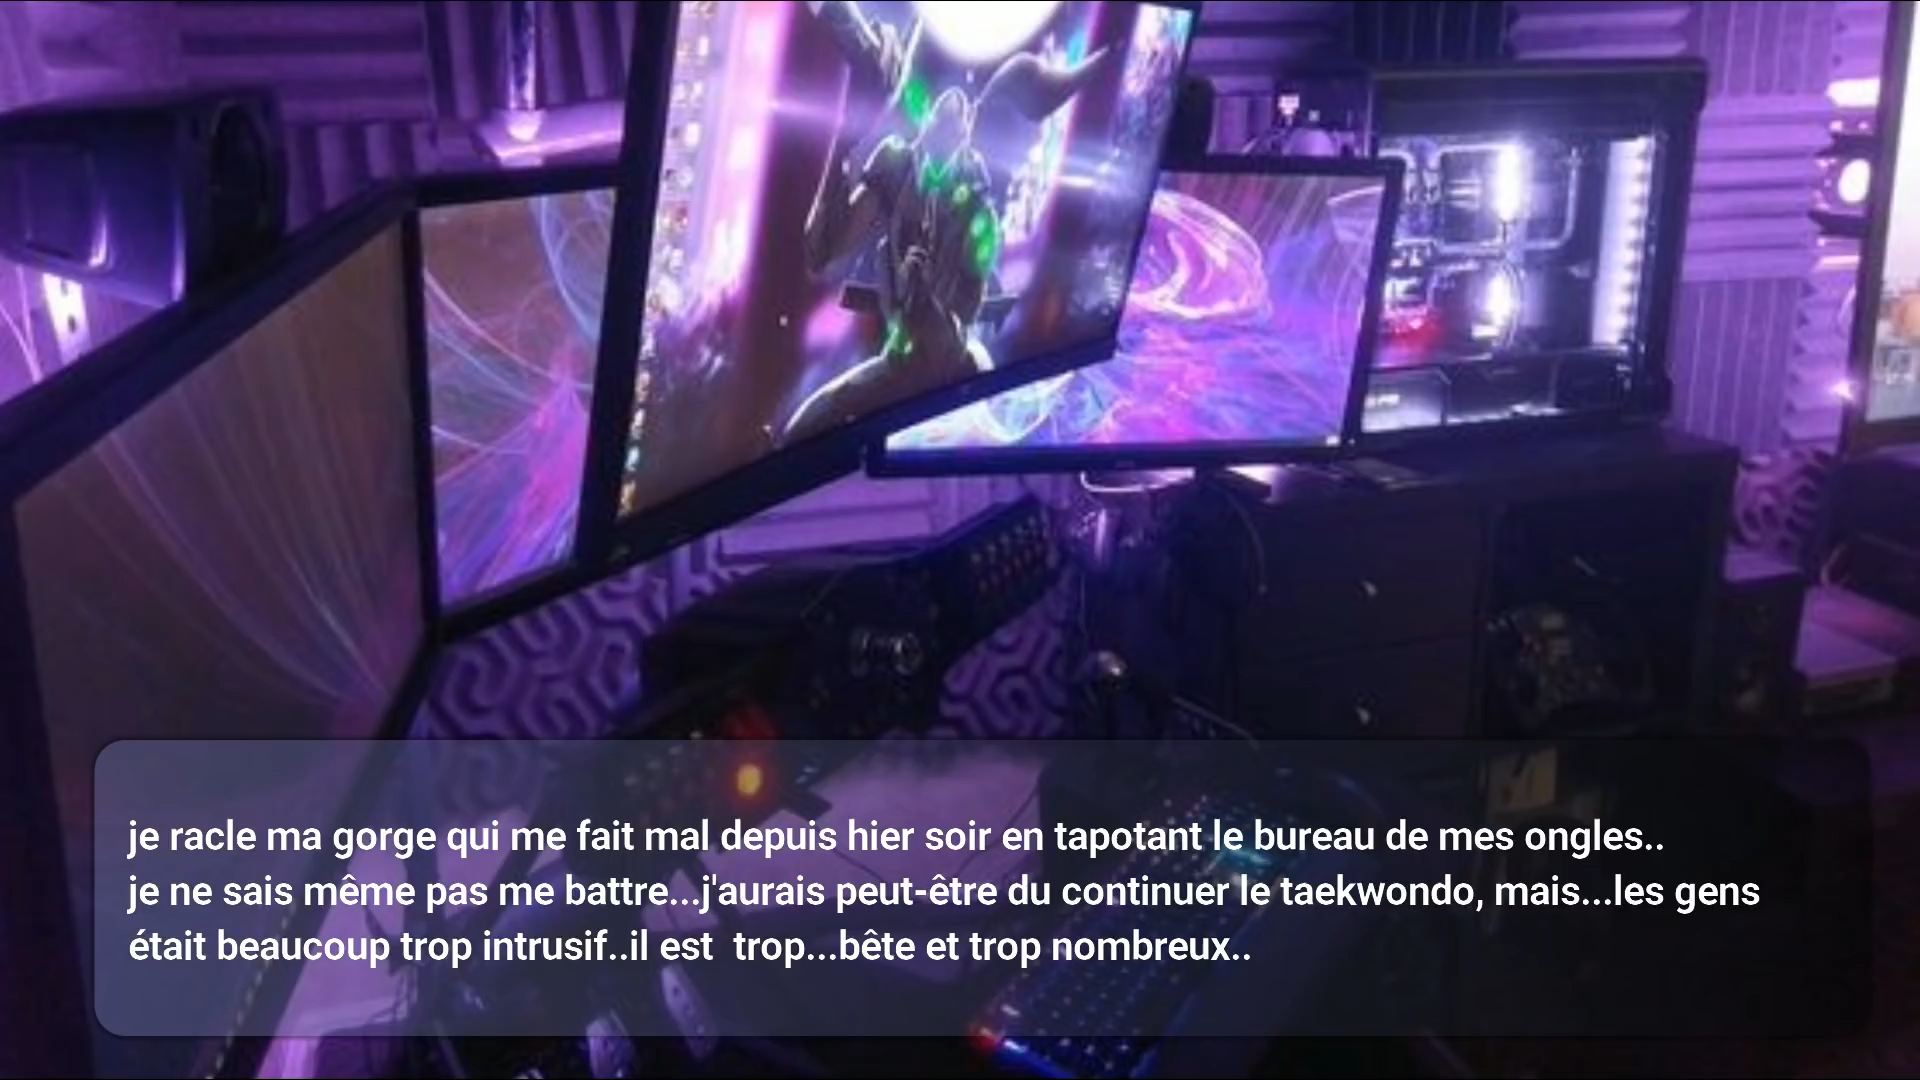 je racle ma gorge qui me fait mal depuis hier soir en tapotant le bureau de mes ongles..
je ne sais même pas me battre...j'aurais peut-être du continuer le taekwondo, mais...les gens
était beaucoup trop intrusif..il est  trop...bête et trop nombreux..